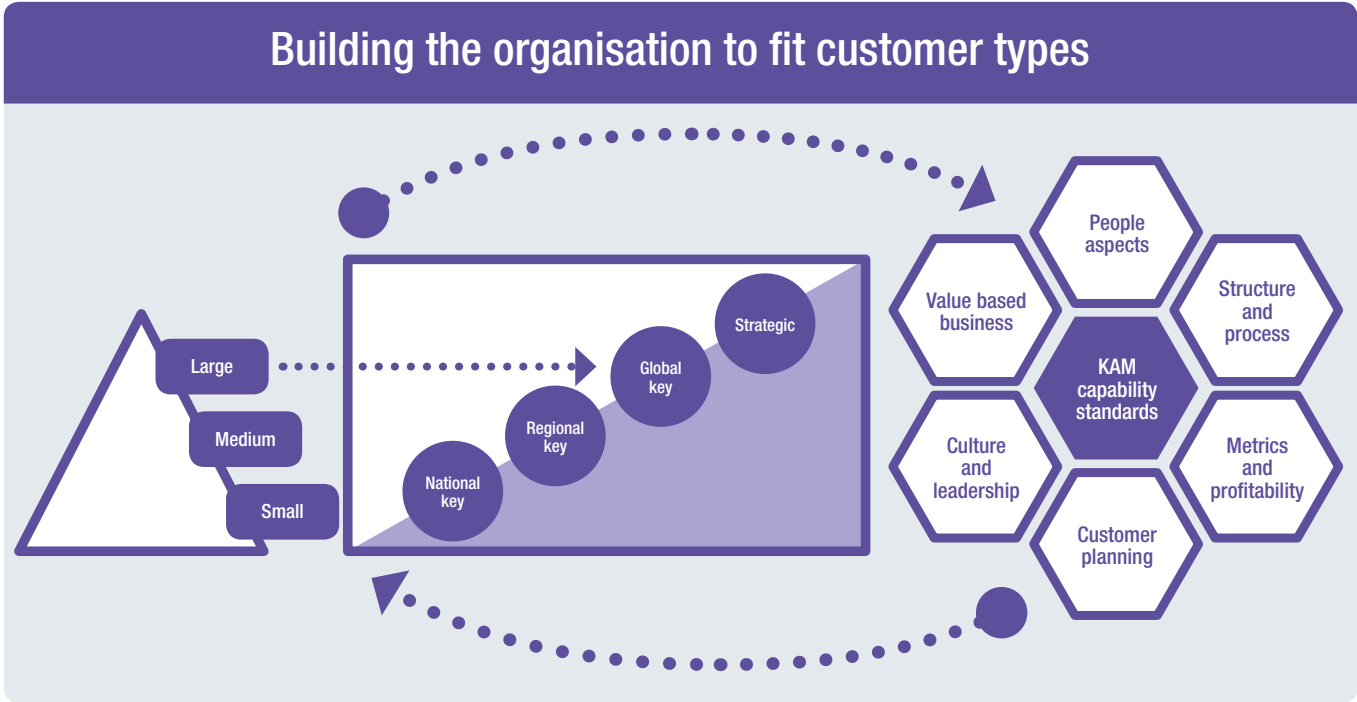 Building the organisation to fit customer types
Large
Medium
Small
National
key
Regional
key
Global
key
Strategic
People
aspects
Value based
business
Structure
and
process
KAM
capability
standards
Culture
and
leadership
Metrics
and
profitability
Customer
planning